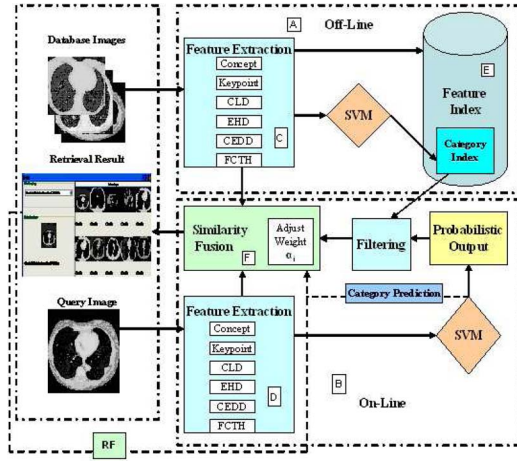 Database Images
Retrieval Result
Query Image
RF
A
Off-Line
Feature Extraction
Concept
Keypoint
CLD
EHD
CEDD
FCTH
C
SVM
E
Feature
Index
Category
Index
Similarity
Fusion
F
Adjust
Weight
αi
Filtering
Probabilistic
Output
Category Prediction
Feature Extraction
Concept
Keypoint
CLD
EHD
CEDD
FCTH
D
SVM
B
On-Line